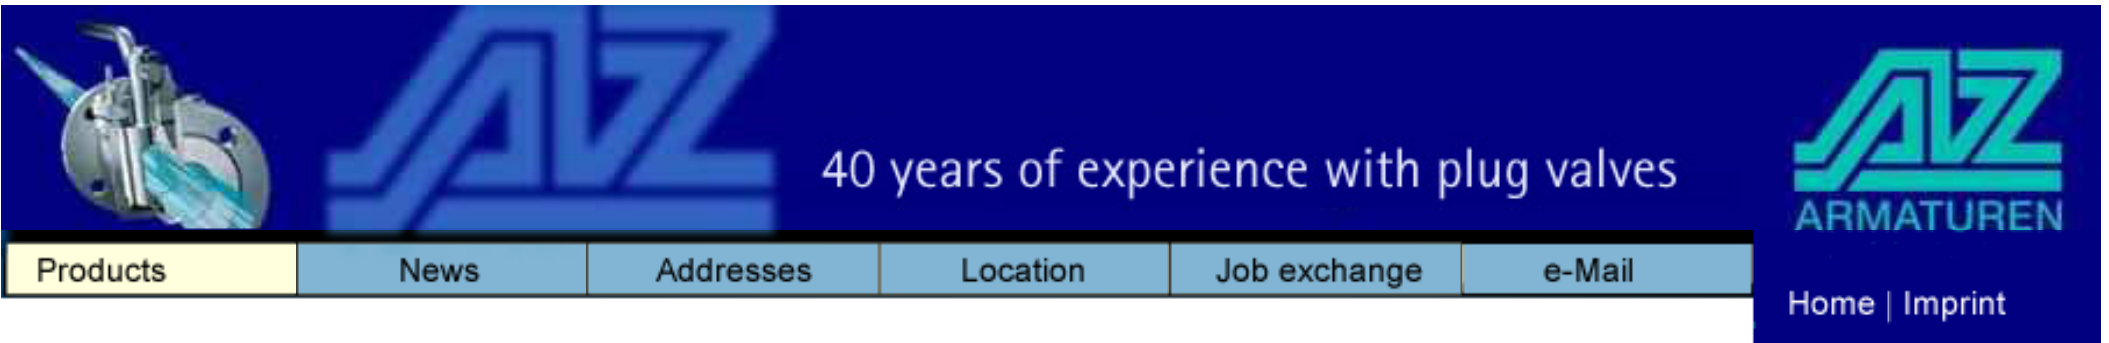 AZ
40 years of experience with plug valves
AZ
ARMATUREN
Products News Addresses Location Job exchange e-Mail
Home | Imprint